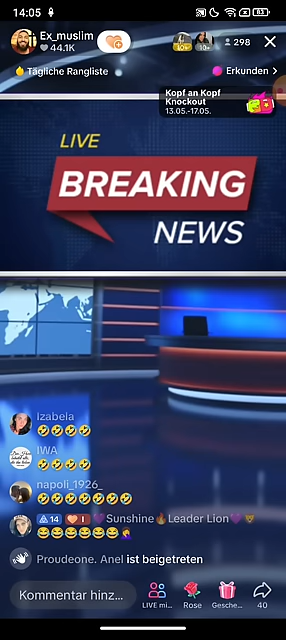 14:05
83
Ex_muslim
44.1K
10+
298
Tägliche Rangliste
Erkunden >
Kopf an Kopf
Knockout
13.05.-17.05.
LIVE
BREAKING
NEWS
Izabela
🤣🤣🤣🤣
IWA
🤣🤣🤣🤣
napoli_1926_
🤣🤣🤣🤣🤣🤣🤣
14 I 💜Sunshine🔥Leader Lion💜🦁
😂😂😂😂😂😂🤦‍♀️
Proudeone. Anel ist beigetreten
Kommentar hinz...
LIVE mi...
Rose
Gesche...
40